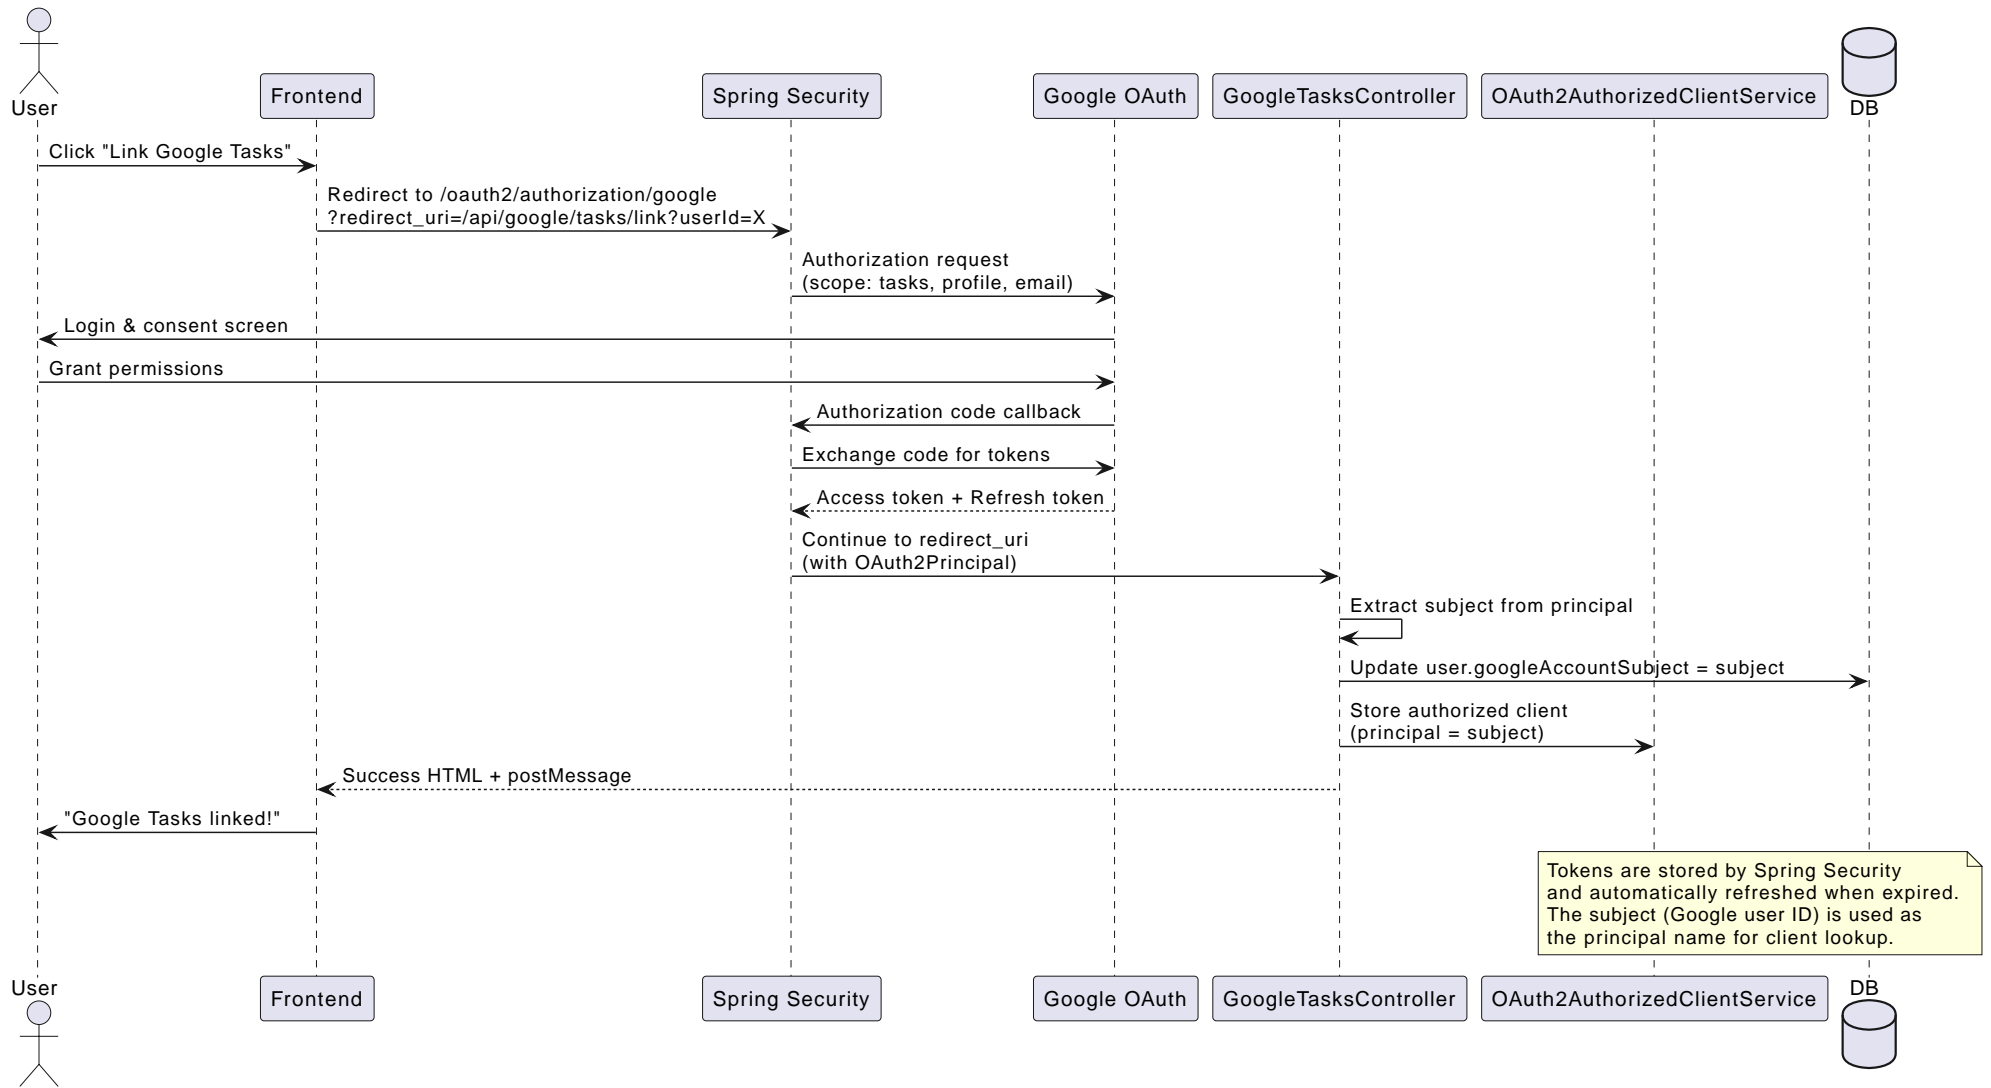 User
Frontend
Spring Security
Google OAuth
GoogleTasksController
OAuth2AuthorizedClientService
DB
Click "Link Google Tasks"
Redirect to /oauth2/authorization/google
?redirect_uri=/api/google/tasks/link?userId=X
Authorization request
(scope: tasks, profile, email)
Login & consent screen
Grant permissions
Authorization code callback
Exchange code for tokens
Access token + Refresh token
Continue to redirect_uri
(with OAuth2Principal)
Extract subject from principal
Update user.googleAccountSubject = subject
Store authorized client
(principal = subject)
Success HTML + postMessage
"Google Tasks linked!"
Tokens are stored by Spring Security
and automatically refreshed when expired.
The subject (Google user ID) is used as
the principal name for client lookup.
User
Frontend
Spring Security
Google OAuth
GoogleTasksController
OAuth2AuthorizedClientService
DB